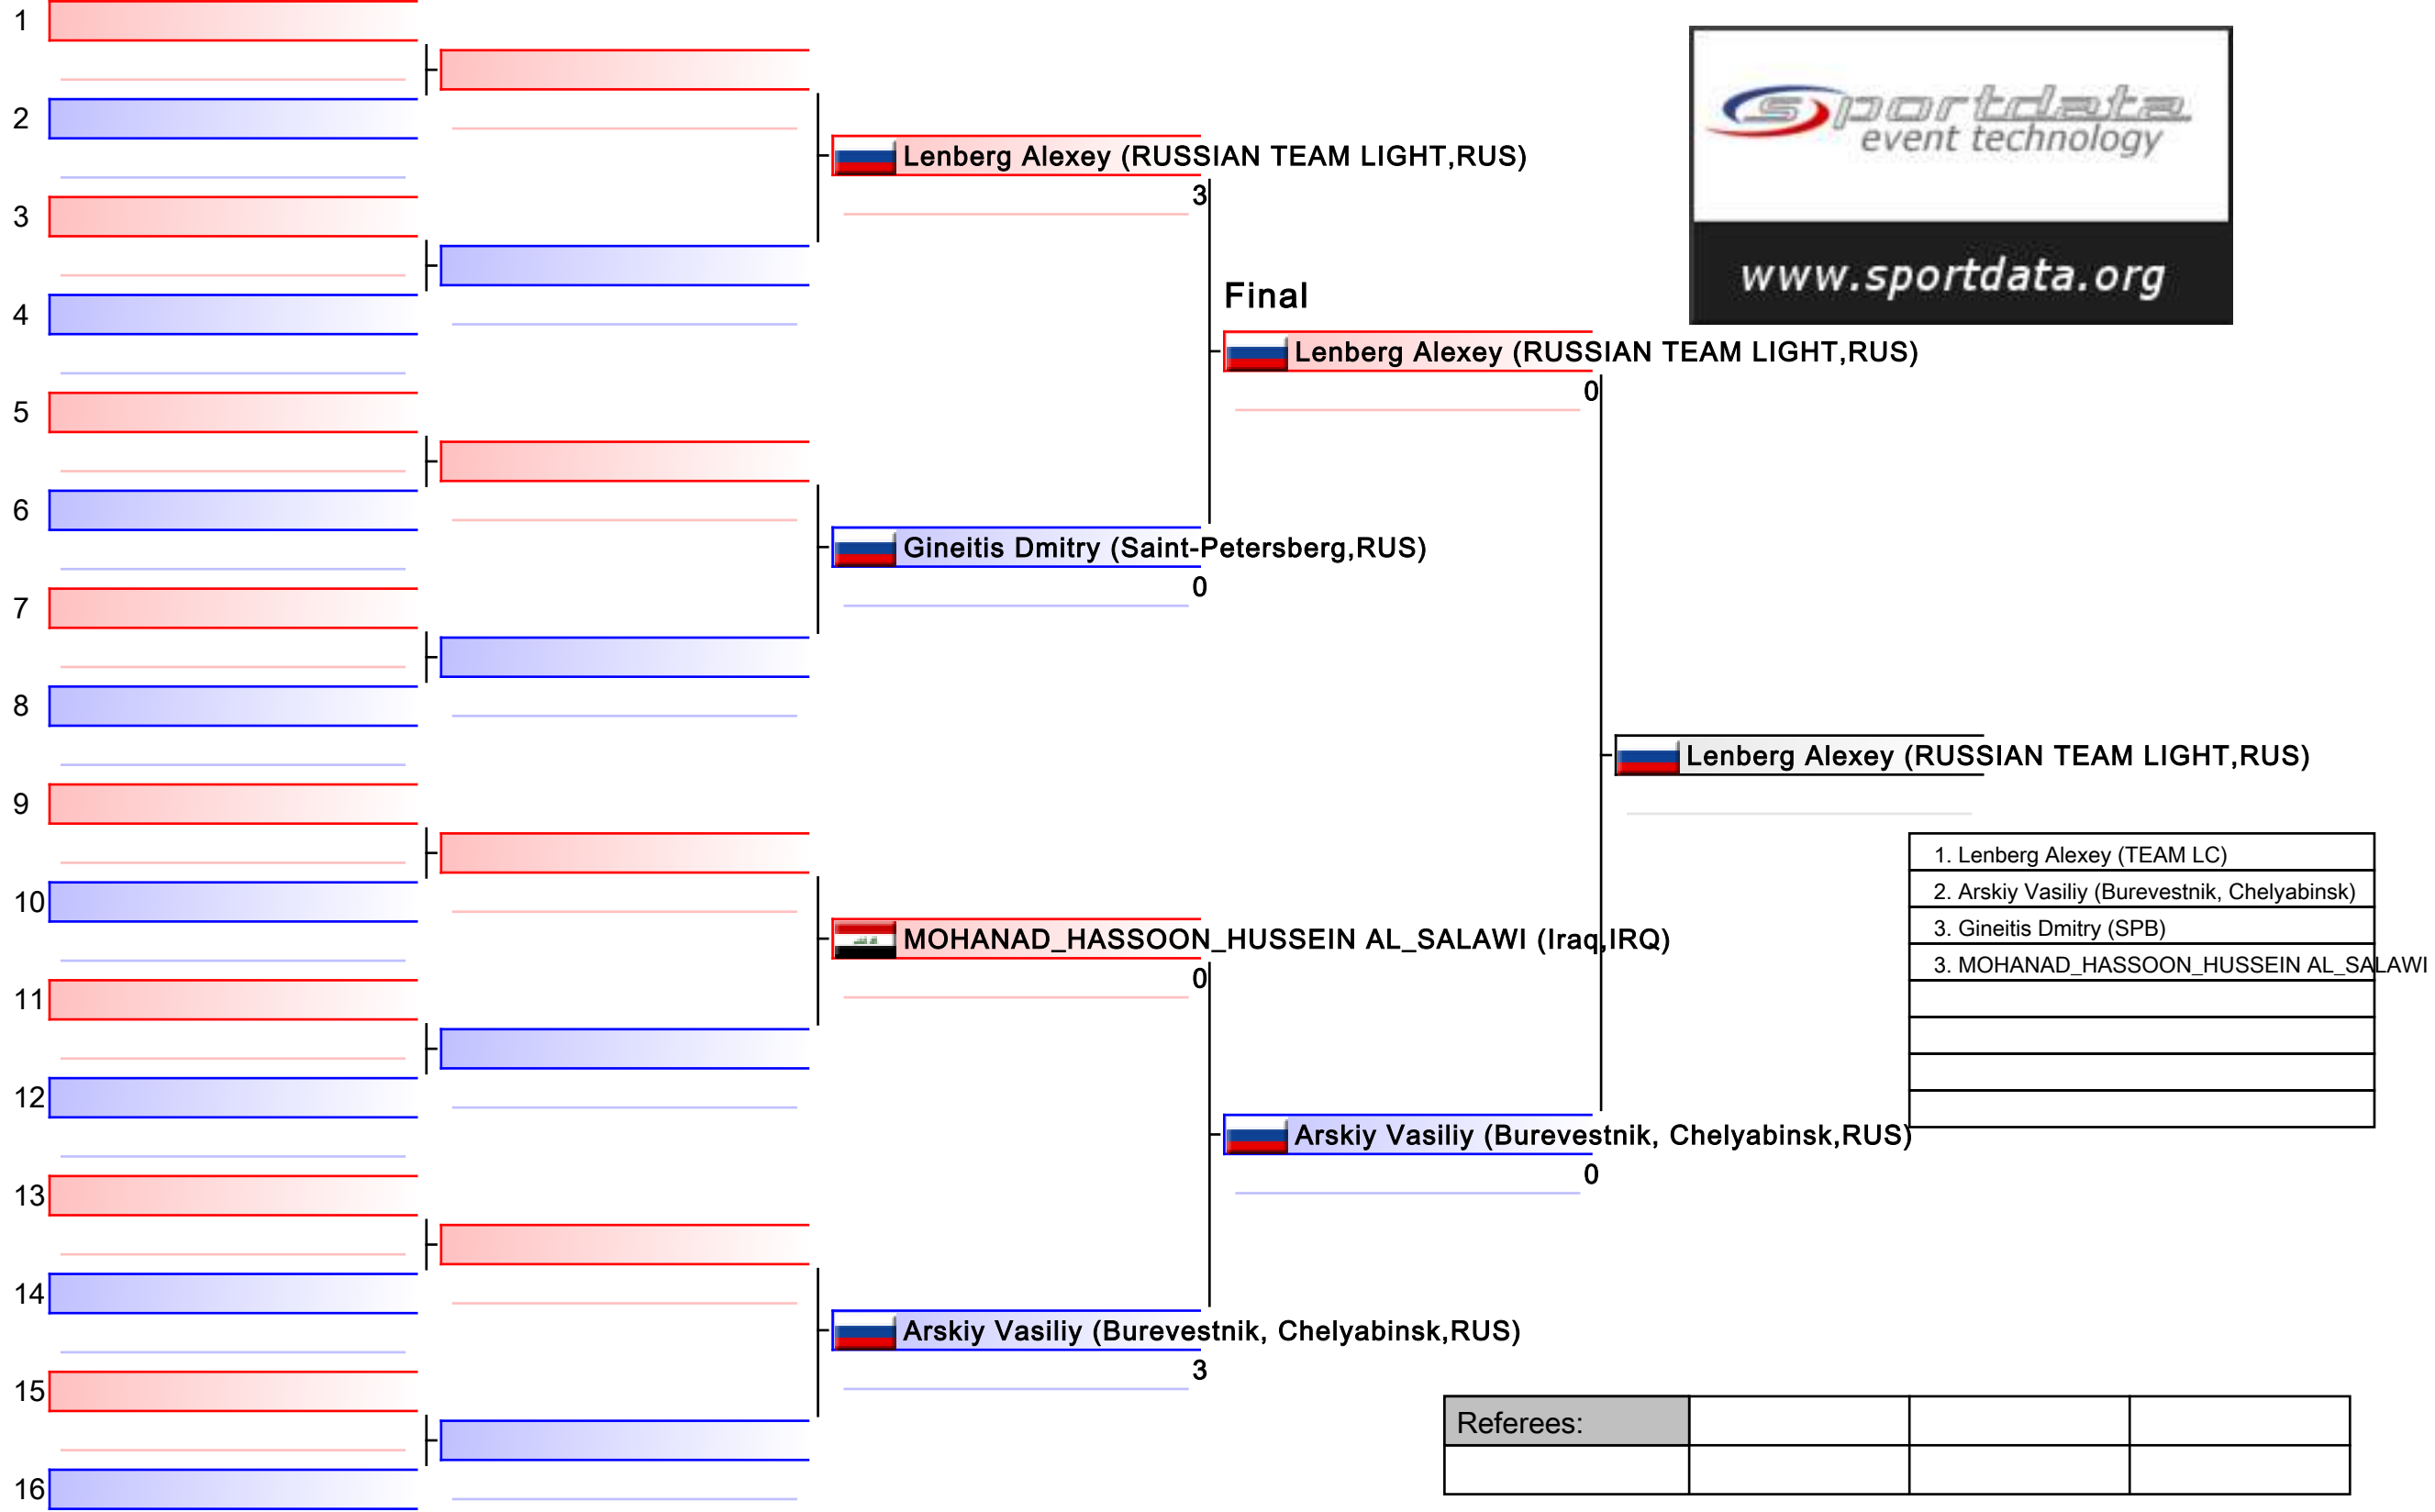 1
2
Lenberg Alexey (RUSSIAN TEAM LIGHT,RUS)
3
3
4
5
6
Gineitis Dmitry (Saint-Petersberg,RUS)
0
7
8
9
10
MOHANAD_HASSOON_HUSSEIN AL_SALAWI (Iraq,IRQ)
0
11
12
13
14
Arskiy Vasiliy (Burevestnik, Chelyabinsk,RUS)
3
15
16
Final
Lenberg Alexey (RUSSIAN TEAM LIGHT,RUS)
0
Arskiy Vasiliy (Burevestnik, Chelyabinsk,RUS)
0
Lenberg Alexey (RUSSIAN TEAM LIGHT,RUS)
sportdata
event technology
www.sportdata.org
1. Lenberg Alexey (TEAM LC)
2. Arskiy Vasiliy (Burevestnik, Chelyabinsk)
3. Gineitis Dmitry (SPB)
3. MOHANAD_HASSOON_HUSSEIN AL_SALAWI
Referees: